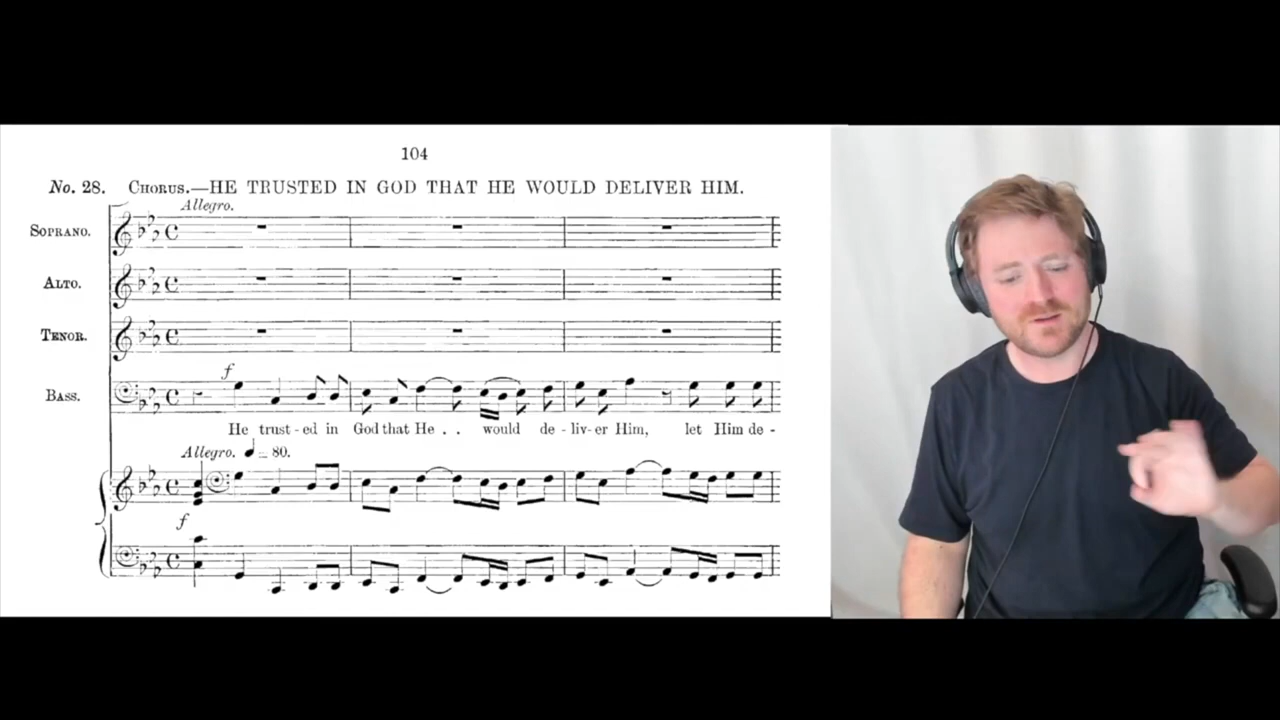 104
No. 28. CHORUS.—HE TRUSTED IN GOD THAT HE WOULD DELIVER HIM.
Allegro.
SOPRANO.
ALTO.
TENOR.
f
BASS.
He trust - ed in God that He . . would de - liv - er Him, let Him de -
Allegro. ♩ = 80.
f